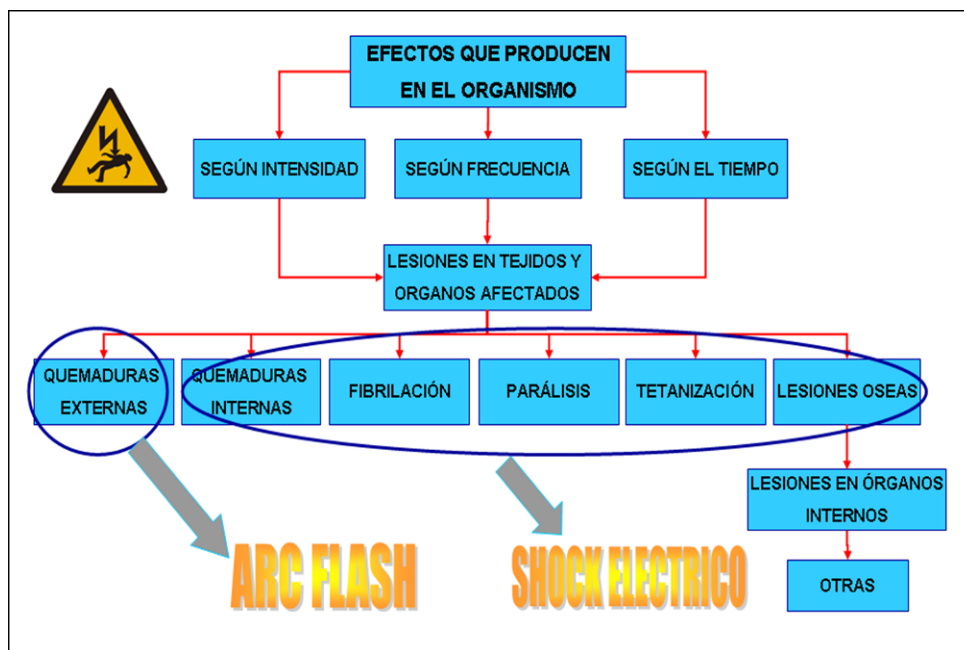 EFECTOS QUE PRODUCEN
EN EL ORGANISMO
SEGÚN INTENSIDAD
SEGÚN FRECUENCIA
SEGÚN EL TIEMPO
LESIONES EN TEJIDOS Y
ORGANOS AFECTADOS
QUEMADURAS
EXTERNAS
QUEMADURAS
INTERNAS
FIBRILACIÓN
PARÁLISIS
TETANIZACIÓN
LESIONES OSEAS
LESIONES EN ÓRGANOS
INTERNOS
OTRAS
ARC FLASH
SHOCK ELECTRICO